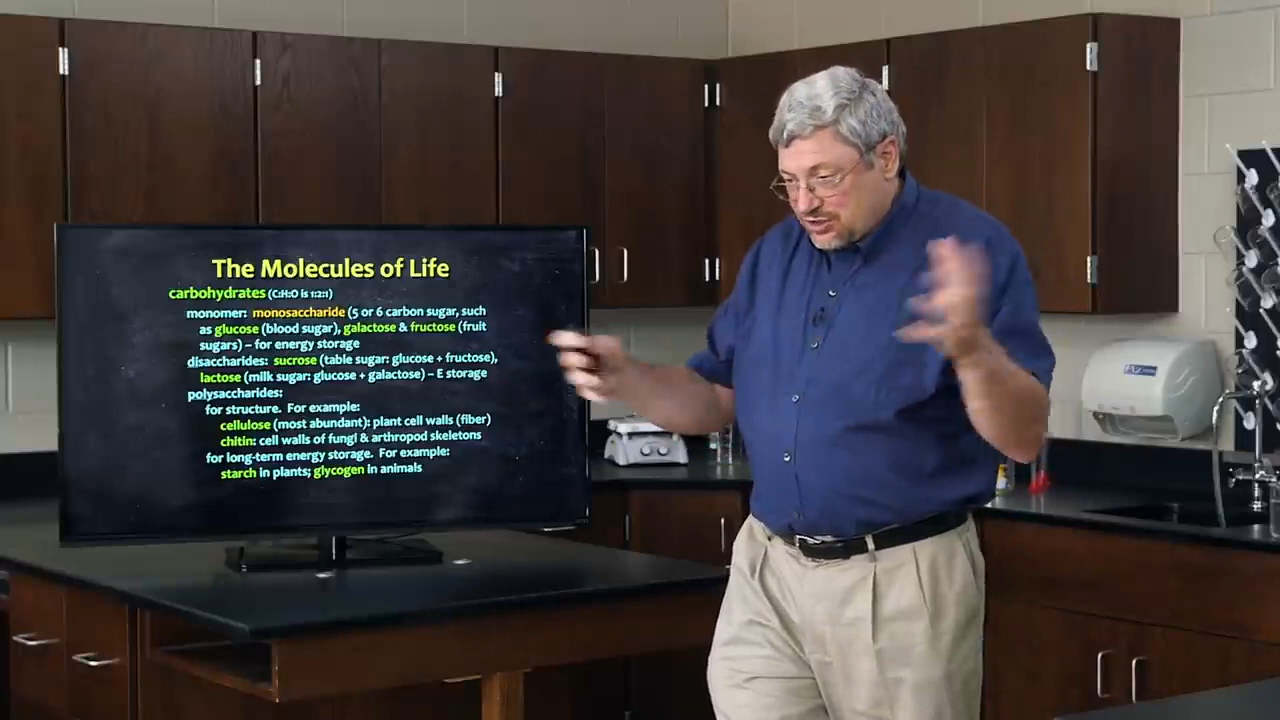 The Molecules of Life
carbohydrates (C:H:O is 1:2:1)
monomer: monosaccharide (5 or 6 carbon sugar, such
as glucose (blood sugar), galactose & fructose (fruit
sugars) – for energy storage
disaccharides: sucrose (table sugar: glucose + fructose),
lactose (milk sugar: glucose + galactose) – E storage
polysaccharides:
for structure. For example:
cellulose (most abundant): plant cell walls (fiber)
chitin: cell walls of fungi & arthropod skeletons
for long-term energy storage. For example:
starch in plants; glycogen in animals